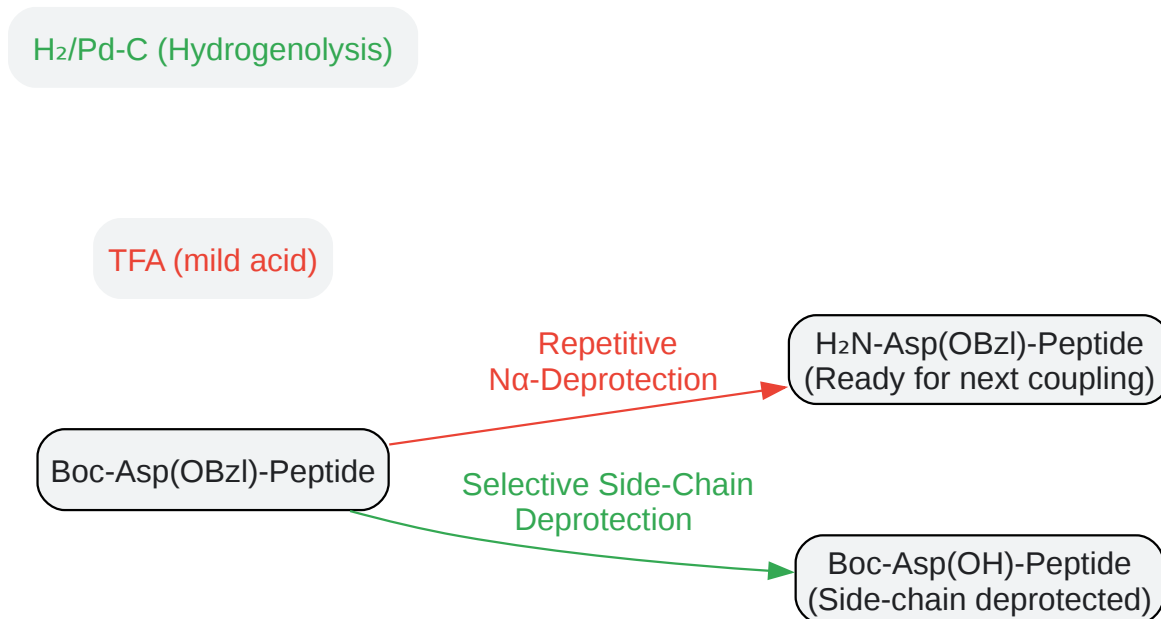 H₂/Pd-C (Hydrogenolysis)
TFA (mild acid)
Repetitive
Nα-Deprotection
H₂N-Asp(OBzl)-Peptide
(Ready for next coupling)
Boc-Asp(OBzl)-Peptide
Selective Side-Chain
Deprotection
Boc-Asp(OH)-Peptide
(Side-chain deprotected)